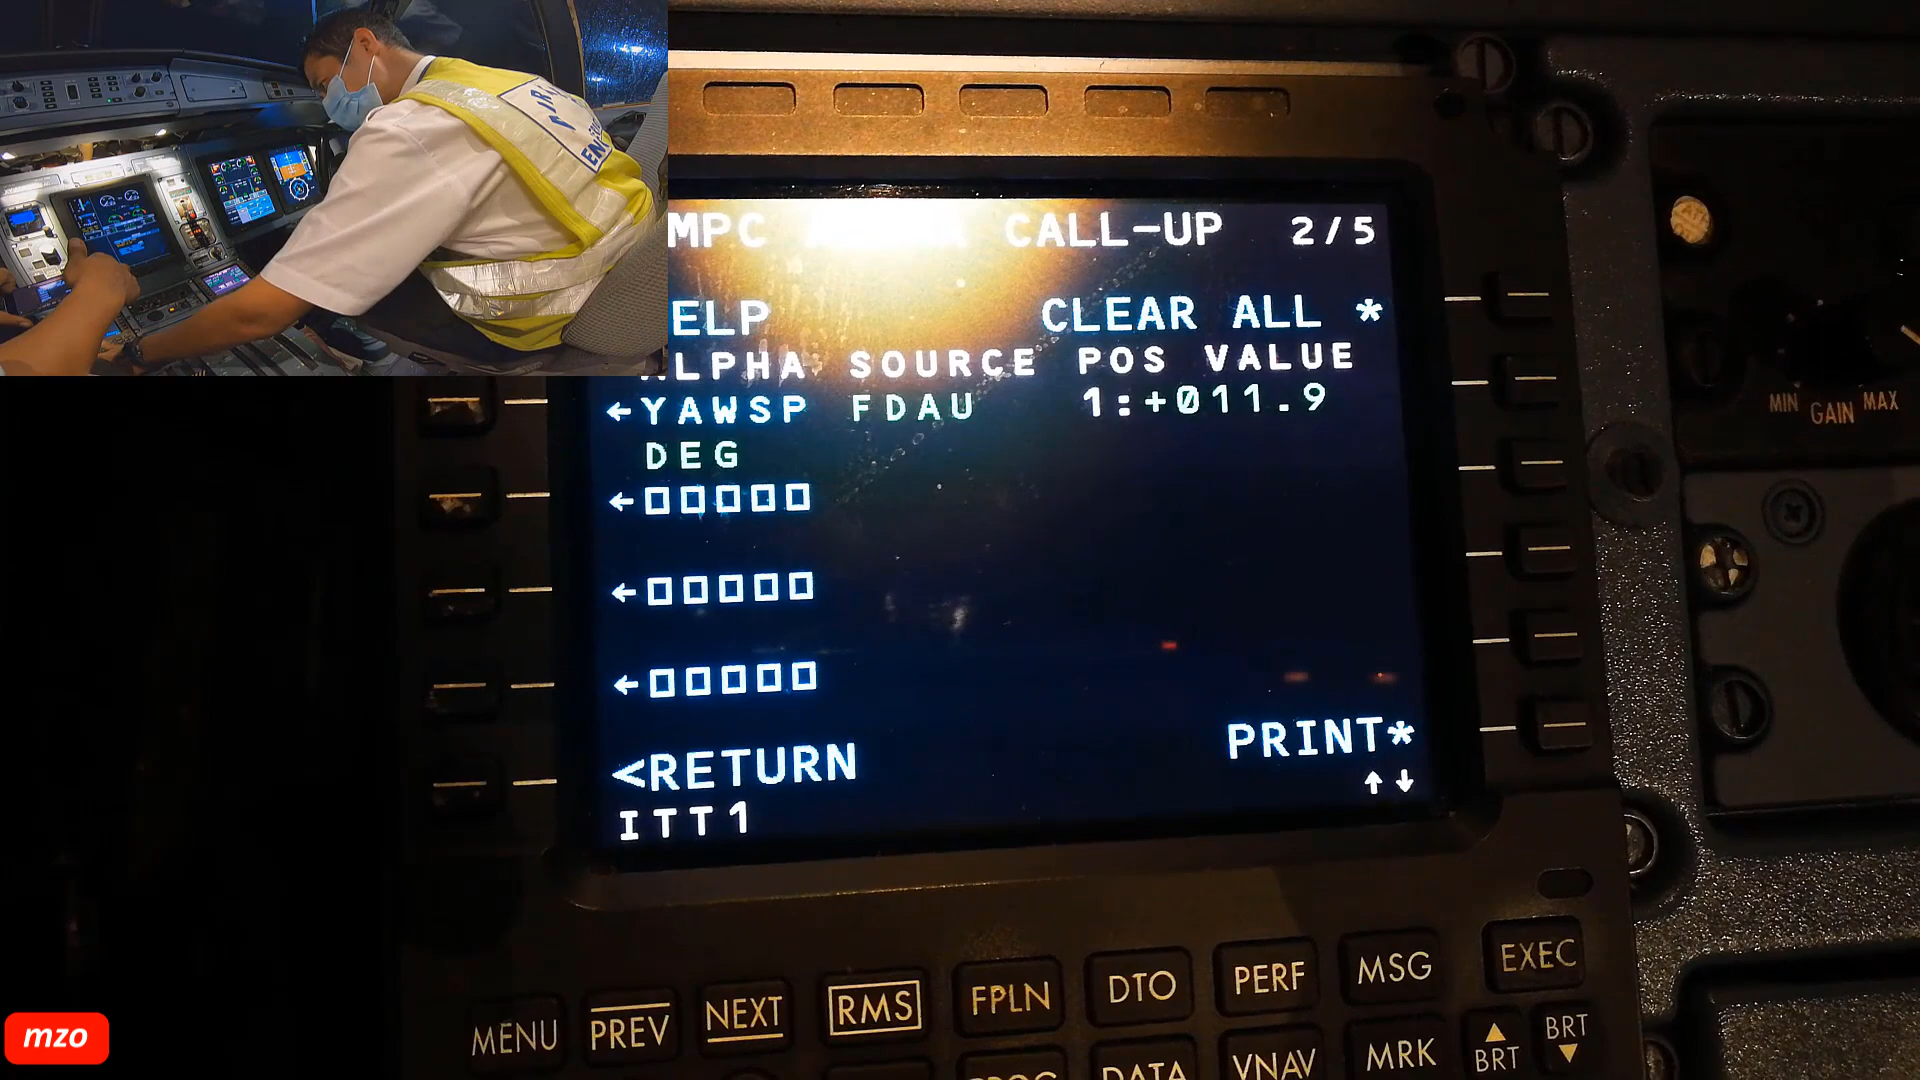 MPC CALL-UP 2/5
ELP CLEAR ALL *
ALPHA SOURCE POS VALUE
←YAWSP FDAU 1:+011.9
DEG
←□□□□□
←□□□□□
←□□□□□
<RETURN PRINT*
↑↓
ITT1
MIN GAIN MAX
MENU PREV NEXT RMS FPLN DTO PERF MSG EXEC
DATA VNAV MRK BRT BRT
mzo